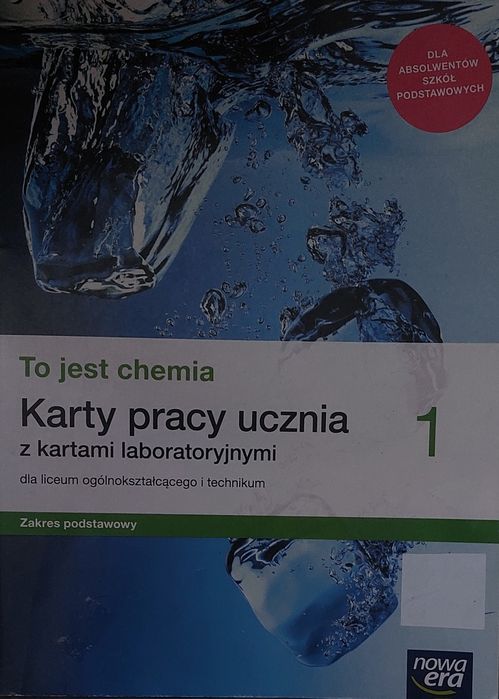 DLA
ABSOLWENTÓW
SZKÓŁ
PODSTAWOWYCH
To jest chemia
Karty pracy ucznia
z kartami laboratoryjnymi
1
dla liceum ogólnokształcącego i technikum
Zakres podstawowy
nowa
era